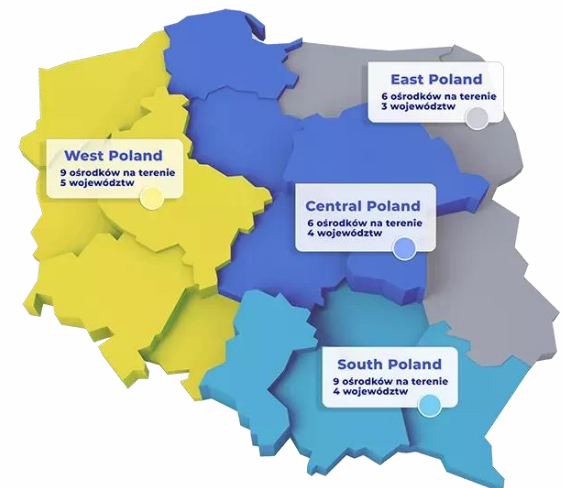 East Poland
6 ośrodków na terenie
3 województw
West Poland
9 ośrodków na terenie
5 województw
Central Poland
6 ośrodków na terenie
4 województw
South Poland
9 ośrodków na terenie
4 województw